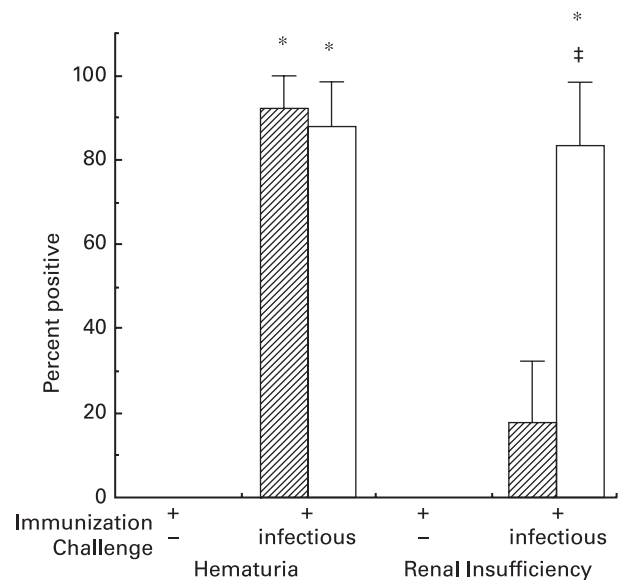 *
* * ‡
100
80
60
40
20
0
Percent positive
Immunization + + + +
Challenge – infectious – infectious
Hematuria Renal Insufficiency